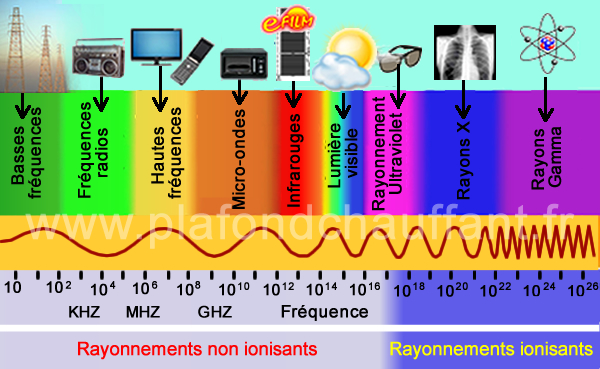 e-FILM
Basses
fréquences
Fréquences
radios
Hautes
fréquences
Micro-ondes
Infrarouges
Lumière
visible
Rayonnement
Ultraviolet
Rayons X
Rayons
Gamma
www.plafondchauffant.fr
10 10² 10⁴ 10⁶ 10⁸ 10¹⁰ 10¹² 10¹⁴ 10¹⁶ 10¹⁸ 10²⁰ 10²² 10²⁴ 10²⁶
KHZ MHZ GHZ Fréquence
Rayonnements non ionisants Rayonnements ionisants